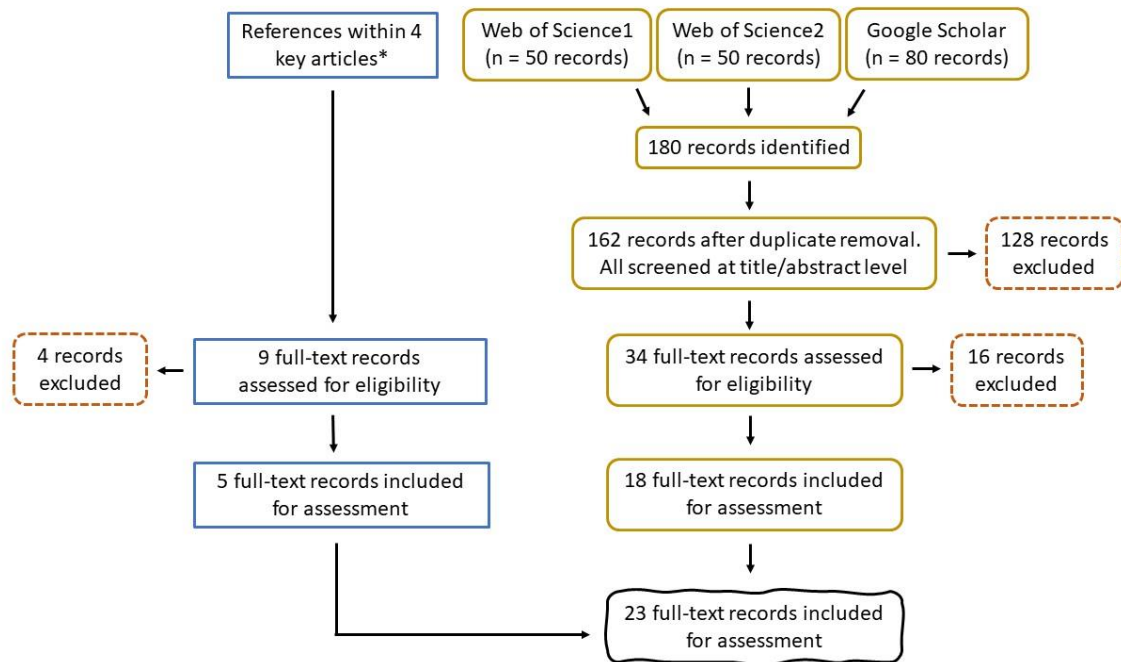 References within 4
key articles*
Web of Science1
(n = 50 records)
Web of Science2
(n = 50 records)
Google Scholar
(n = 80 records)
180 records identified
162 records after duplicate removal.
All screened at title/abstract level
128 records
excluded
4 records
excluded
9 full-text records
assessed for eligibility
34 full-text records assessed
for eligibility
16 records
excluded
5 full-text records included
for assessment
18 full-text records included
for assessment
23 full-text records included
for assessment